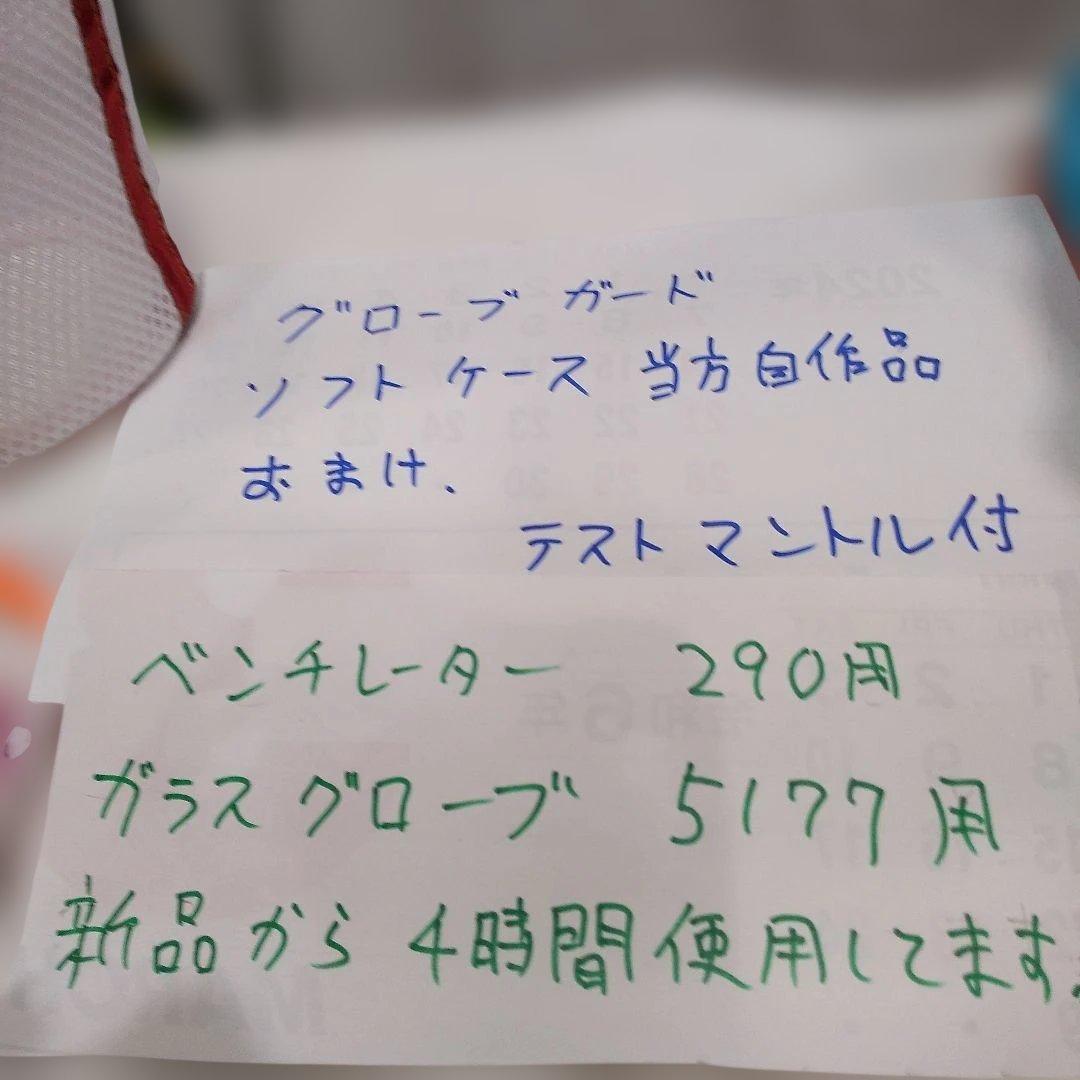 グローブ ガード
ソフト ケース 当方自作品
おまけ.
テスト マントル付
ベンチレーター 290用
ガラス グローブ 5177用
新品から 4時間使用してます.